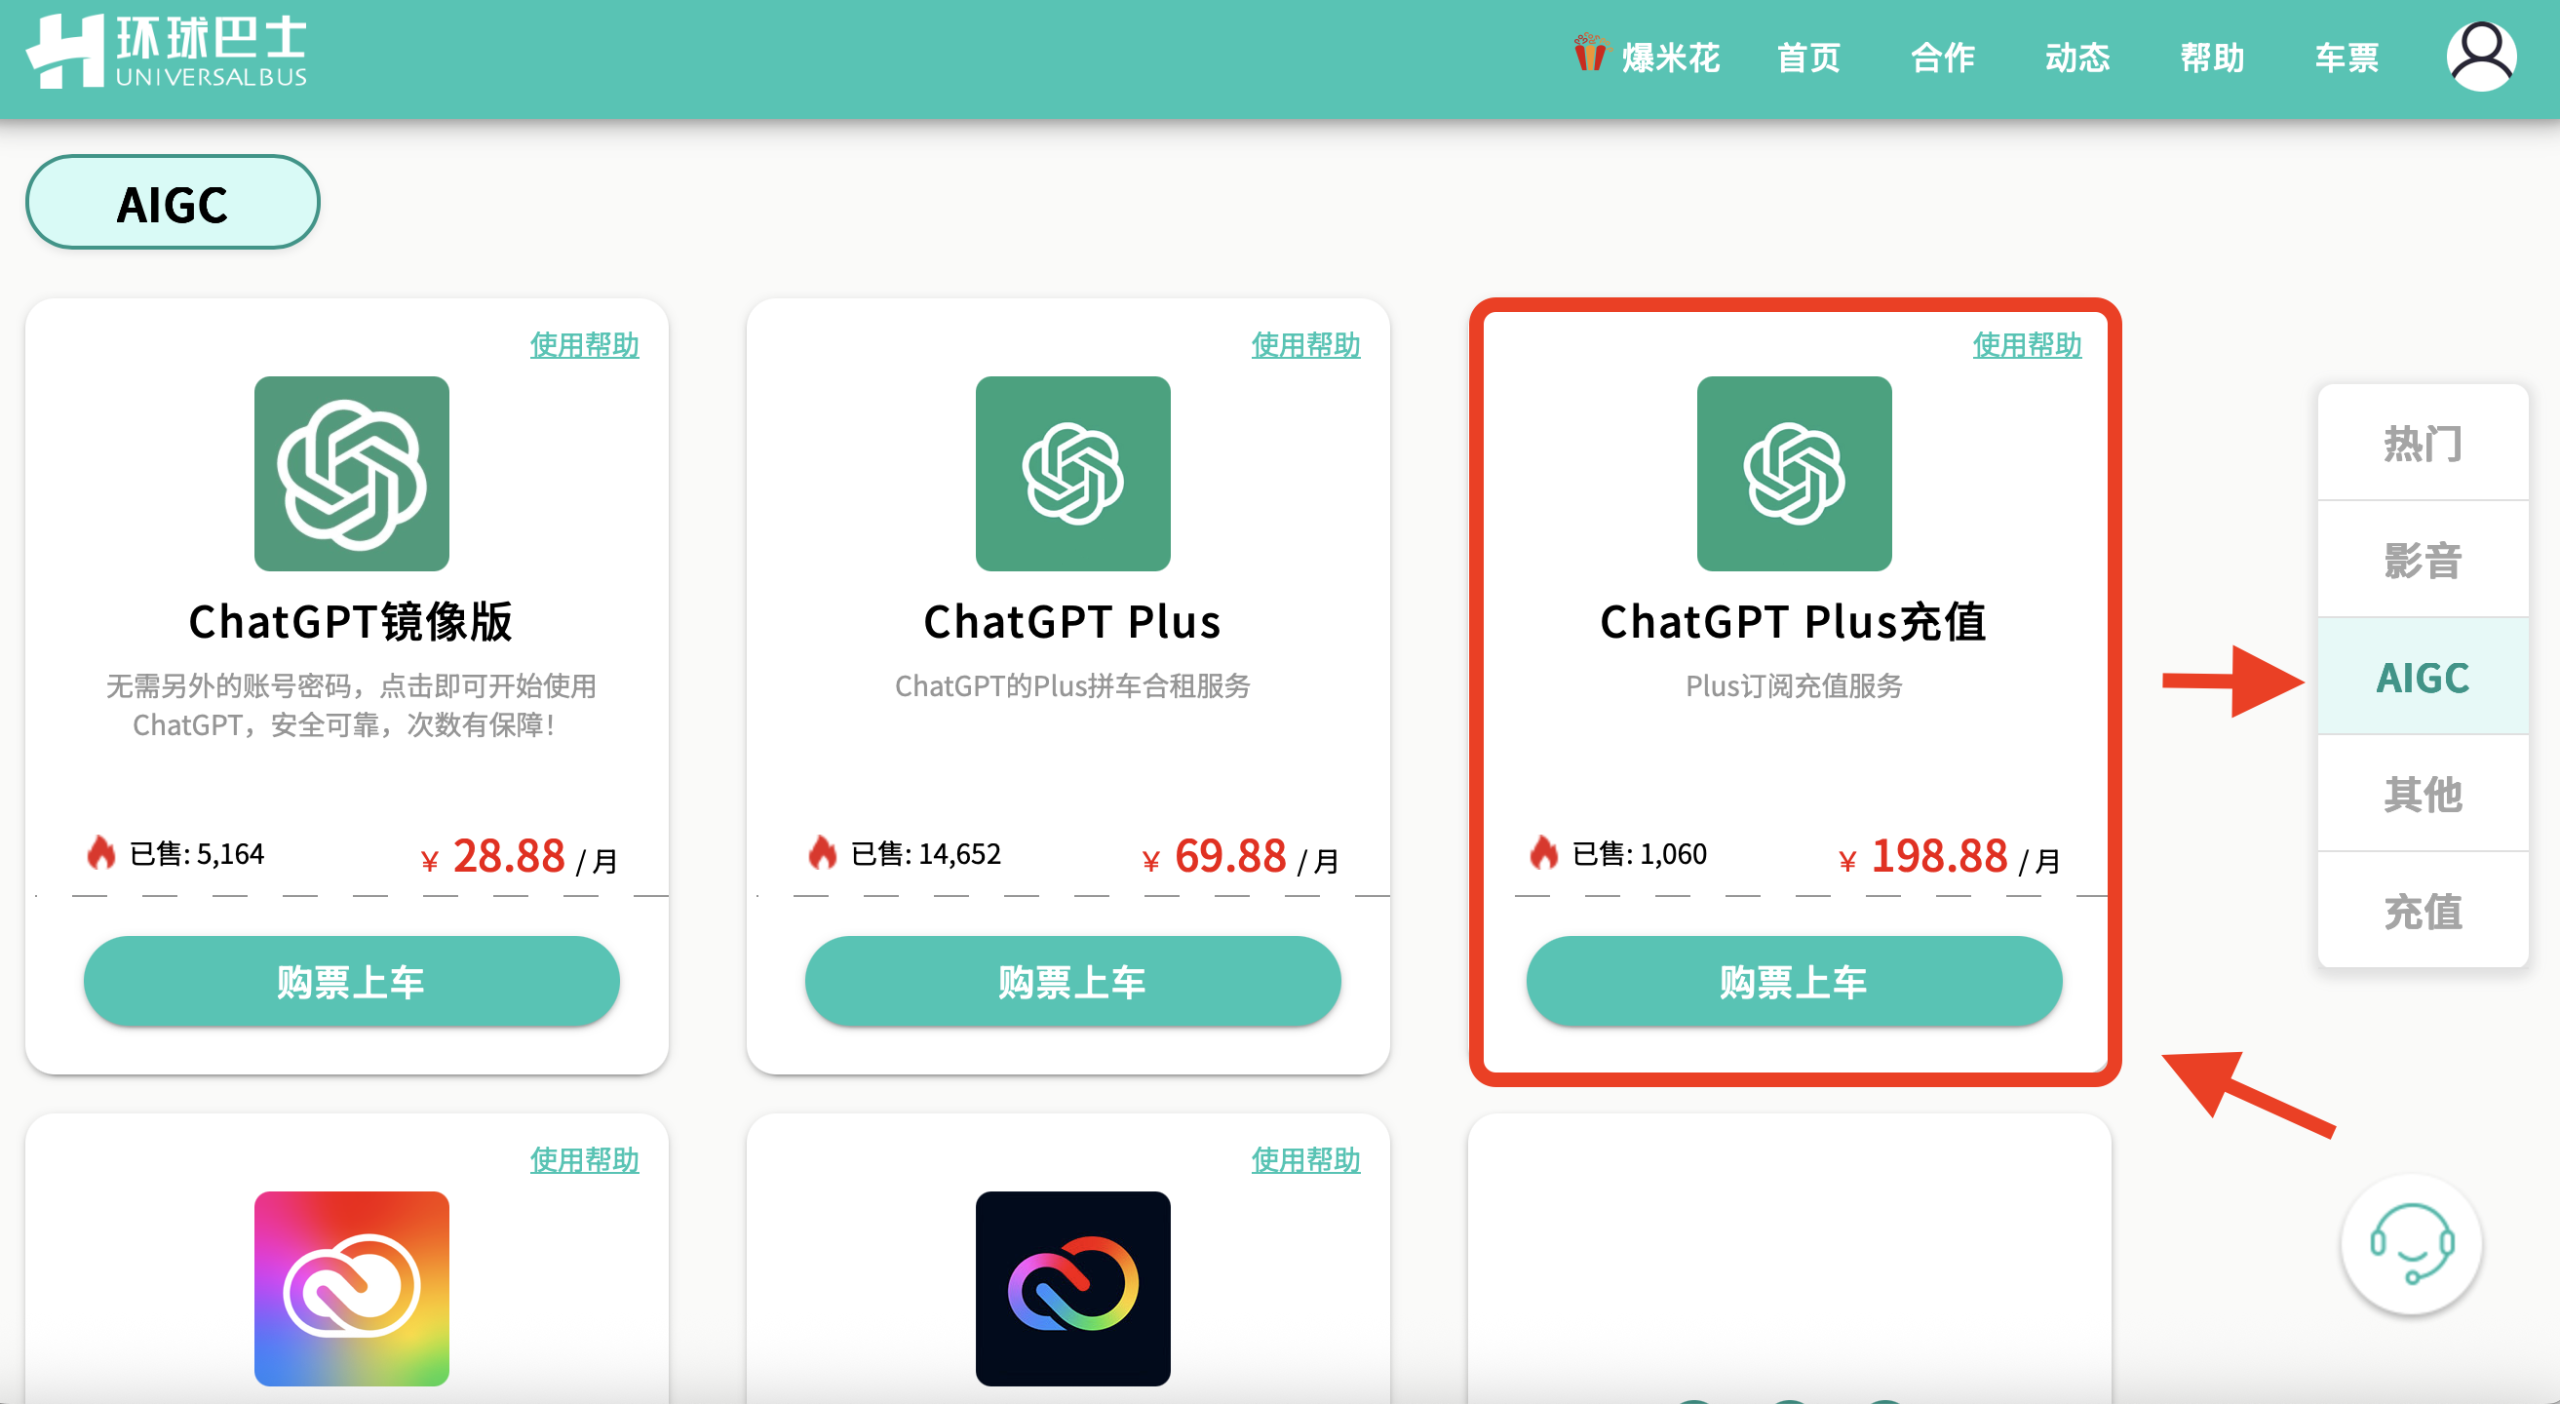 环球巴士
UNIVERSALBUS
爆米花
首页
合作
动态
帮助
车票
AIGC
使用帮助
ChatGPT镜像版
无需另外的账号密码，点击即可开始使用
ChatGPT，安全可靠，次数有保障！
已售: 5,164
¥ 28.88 / 月
购票上车
使用帮助
ChatGPT Plus
ChatGPT的Plus拼车合租服务
已售: 14,652
¥ 69.88 / 月
购票上车
使用帮助
ChatGPT Plus充值
Plus订阅充值服务
已售: 1,060
¥ 198.88 / 月
购票上车
热门
影音
AIGC
其他
充值
使用帮助
使用帮助